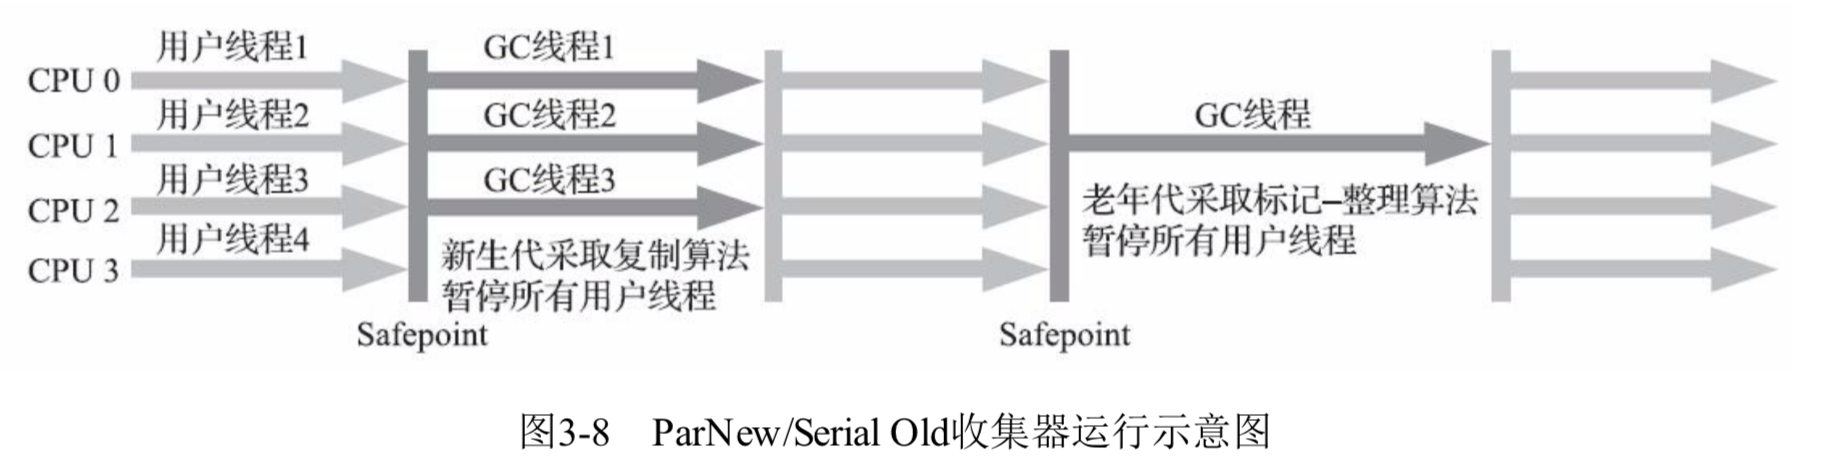 用户线程1
GC线程1
CPU 0
用户线程2
GC线程2
GC线程
CPU 1
用户线程3
GC线程3
老年代采取标记–整理算法
暂停所有用户线程
CPU 2
用户线程4
新生代采取复制算法
暂停所有用户线程
CPU 3
Safepoint
Safepoint
图3-8 ParNew/Serial Old收集器运行示意图